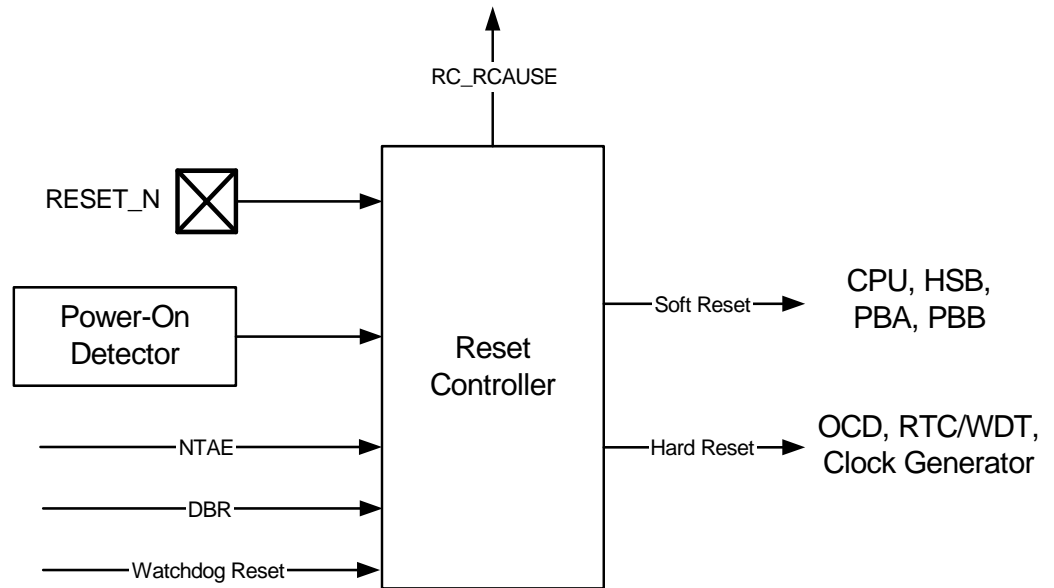 RC_RCAUSE
RESET_N
Power-On
Detector
NTAE
DBR
Watchdog Reset
Reset
Controller
Soft Reset
CPU, HSB,
PBA, PBB
Hard Reset
OCD, RTC/WDT,
Clock Generator